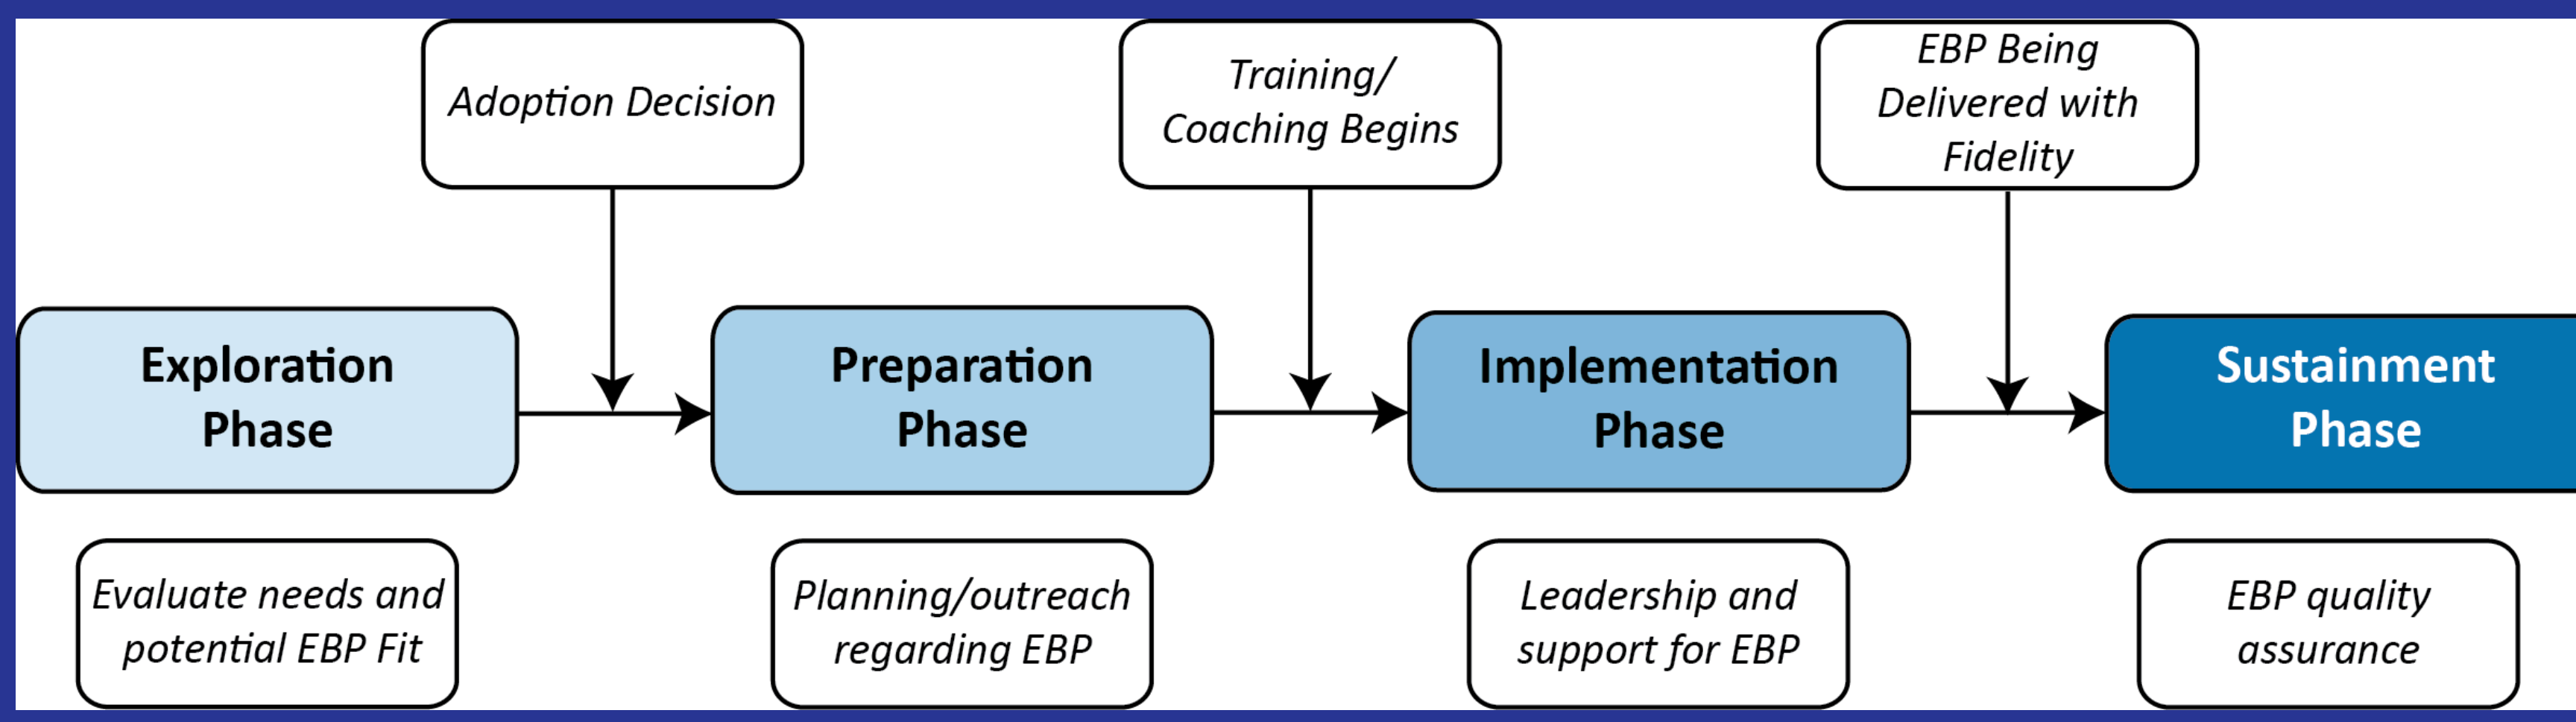 Adoption Decision
Training/
Coaching Begins
EBP Being
Delivered with
Fidelity
Exploration
Phase
Preparation
Phase
Implementation
Phase
Sustainment
Phase
Evaluate needs and
potential EBP Fit
Planning/outreach
regarding EBP
Leadership and
support for EBP
EBP quality
assurance